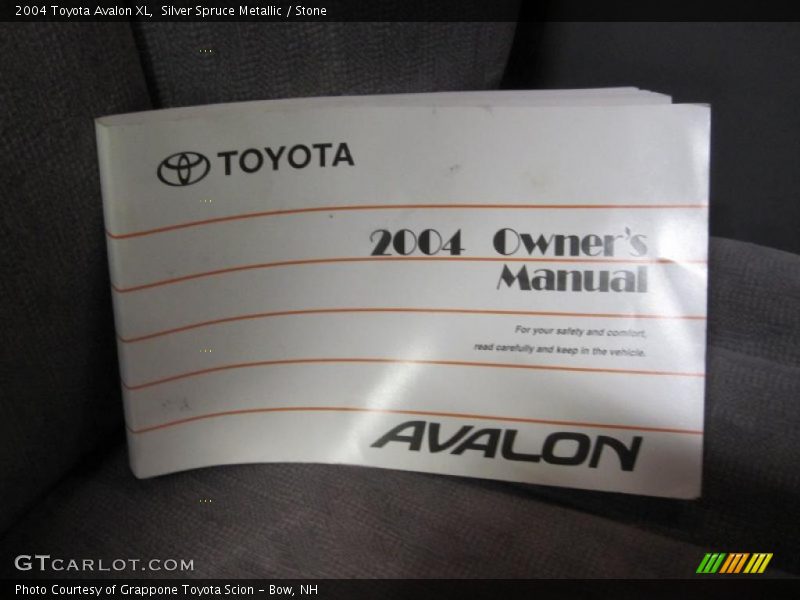 2004 Toyota Avalon XL,  Silver Spruce Metallic / Stone
TOYOTA
2004 Owner's
Manual
For your safety and comfort,
read carefully and keep in the vehicle.
AVALON
GTCARLOT.COM
Photo Courtesy of Grappone Toyota Scion - Bow, NH